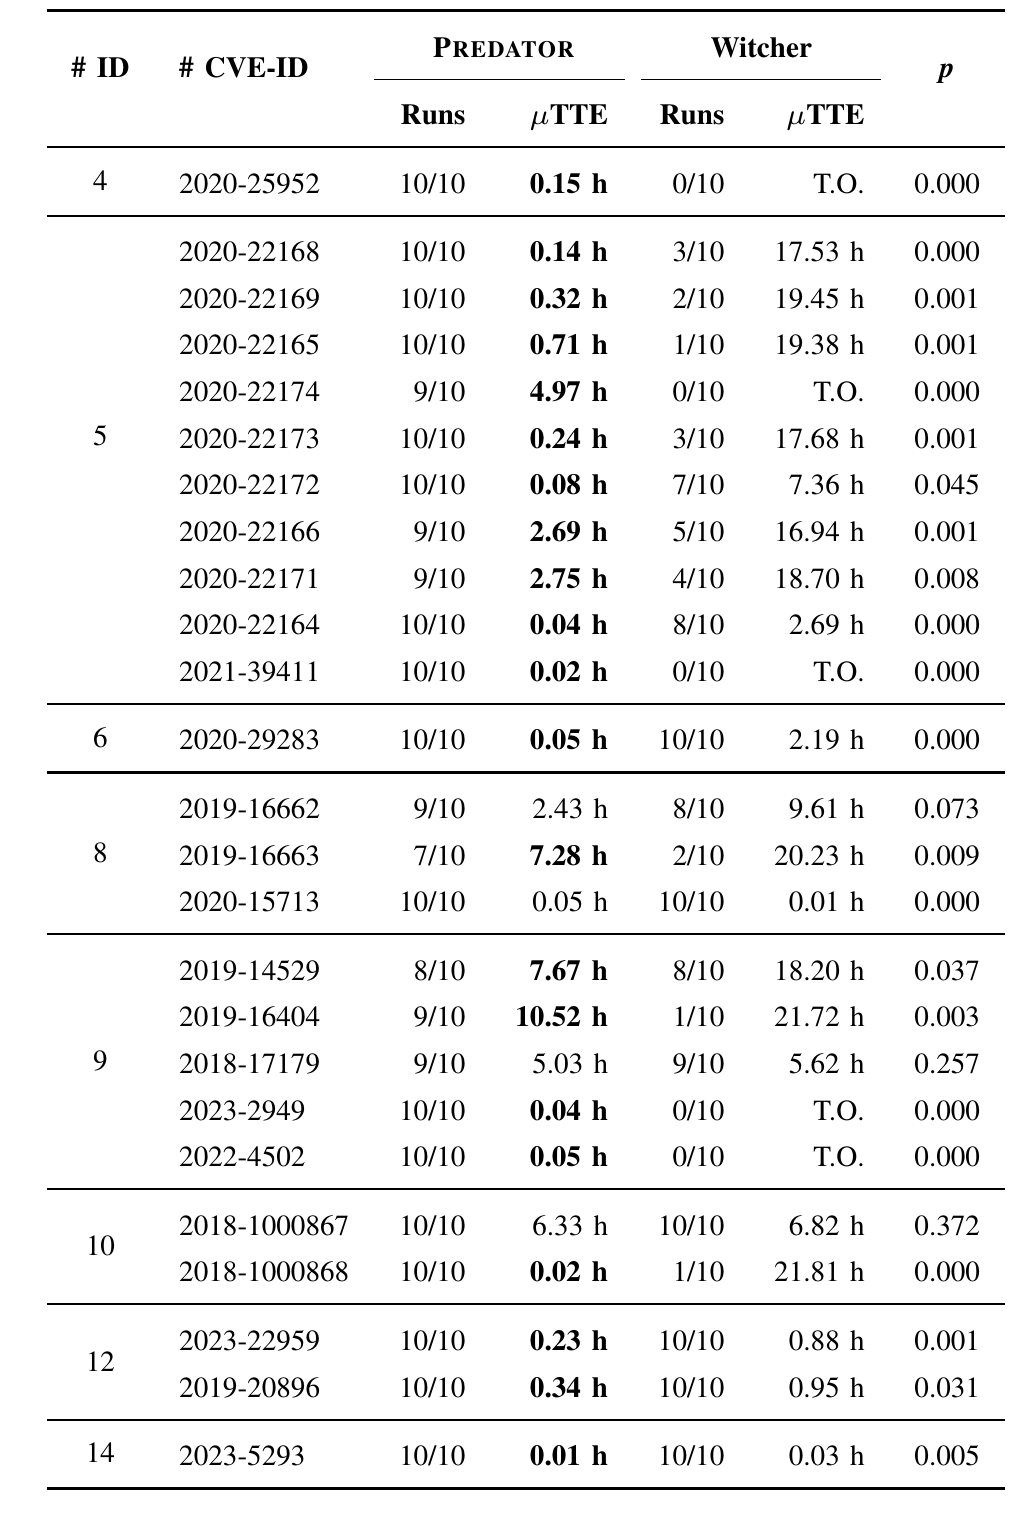 # ID # CVE-ID PREDATOR Witcher p
Runs μTTE Runs μTTE
4 2020-25952 10/10 0.15 h 0/10 T.O. 0.000
2020-22168 10/10 0.14 h 3/10 17.53 h 0.000
2020-22169 10/10 0.32 h 2/10 19.45 h 0.001
2020-22165 10/10 0.71 h 1/10 19.38 h 0.001
2020-22174 9/10 4.97 h 0/10 T.O. 0.000
5 2020-22173 10/10 0.24 h 3/10 17.68 h 0.001
2020-22172 10/10 0.08 h 7/10 7.36 h 0.045
2020-22166 9/10 2.69 h 5/10 16.94 h 0.001
2020-22171 9/10 2.75 h 4/10 18.70 h 0.008
2020-22164 10/10 0.04 h 8/10 2.69 h 0.000
2021-39411 10/10 0.02 h 0/10 T.O. 0.000
6 2020-29283 10/10 0.05 h 10/10 2.19 h 0.000
2019-16662 9/10 2.43 h 8/10 9.61 h 0.073
8 2019-16663 7/10 7.28 h 2/10 20.23 h 0.009
2020-15713 10/10 0.05 h 10/10 0.01 h 0.000
2019-14529 8/10 7.67 h 8/10 18.20 h 0.037
2019-16404 9/10 10.52 h 1/10 21.72 h 0.003
9 2018-17179 9/10 5.03 h 9/10 5.62 h 0.257
2023-2949 10/10 0.04 h 0/10 T.O. 0.000
2022-4502 10/10 0.05 h 0/10 T.O. 0.000
10 2018-1000867 10/10 6.33 h 10/10 6.82 h 0.372
2018-1000868 10/10 0.02 h 1/10 21.81 h 0.000
12 2023-22959 10/10 0.23 h 10/10 0.88 h 0.001
2019-20896 10/10 0.34 h 10/10 0.95 h 0.031
14 2023-5293 10/10 0.01 h 10/10 0.03 h 0.005